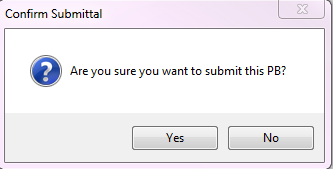 Confirm Submittal
Are you sure you want to submit this PB?
Yes
No